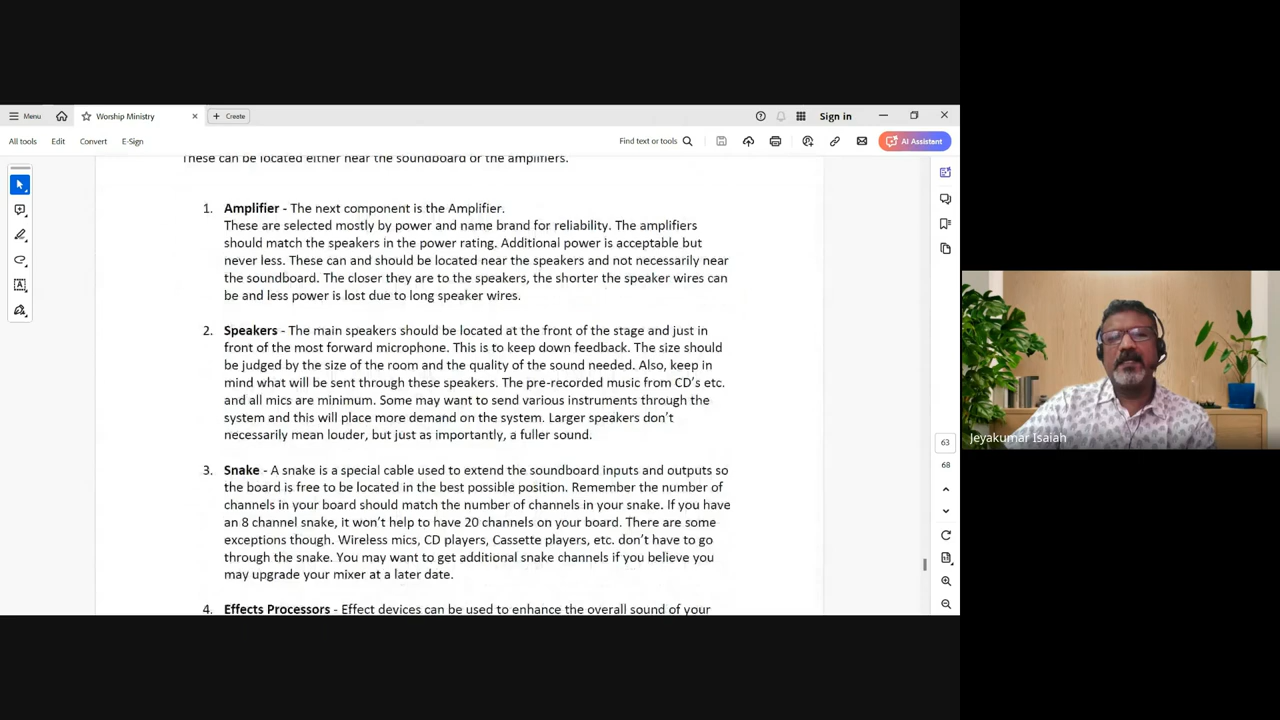 Menu
Worship Ministry
Create
Sign in
All tools
Edit
Convert
E-Sign
Find text or tools
AI Assistant
These can be located either near the soundboard or the amplifiers.
1. Amplifier - The next component is the Amplifier.
These are selected mostly by power and name brand for reliability. The amplifiers
should match the speakers in the power rating. Additional power is acceptable but
never less. These can and should be located near the speakers and not necessarily near
the soundboard. The closer they are to the speakers, the shorter the speaker wires can
be and less power is lost due to long speaker wires.
2. Speakers - The main speakers should be located at the front of the stage and just in
front of the most forward microphone. This is to keep down feedback. The size should
be judged by the size of the room and the quality of the sound needed. Also, keep in
mind what will be sent through these speakers. The pre-recorded music from CD's etc.
and all mics are minimum. Some may want to send various instruments through the
system and this will place more demand on the system. Larger speakers don't
necessarily mean louder, but just as importantly, a fuller sound.
3. Snake - A snake is a special cable used to extend the soundboard inputs and outputs so
the board is free to be located in the best possible position. Remember the number of
channels in your board should match the number of channels in your snake. If you have
an 8 channel snake, it won't help to have 20 channels on your board. There are some
exceptions though. Wireless mics, CD players, Cassette players, etc. don't have to go
through the snake. You may want to get additional snake channels if you believe you
may upgrade your mixer at a later date.
4. Effects Processors - Effect devices can be used to enhance the overall sound of your
63
68
Jeyakumar Isaiah